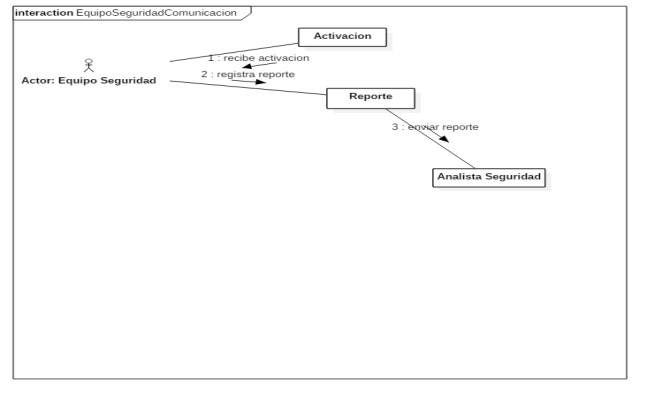 interaction EquipoSeguridadComunicacion
Activacion
1 : recibe activacion
2 : registra reporte
Actor: Equipo Seguridad
Reporte
3 : enviar reporte
Analista Seguridad